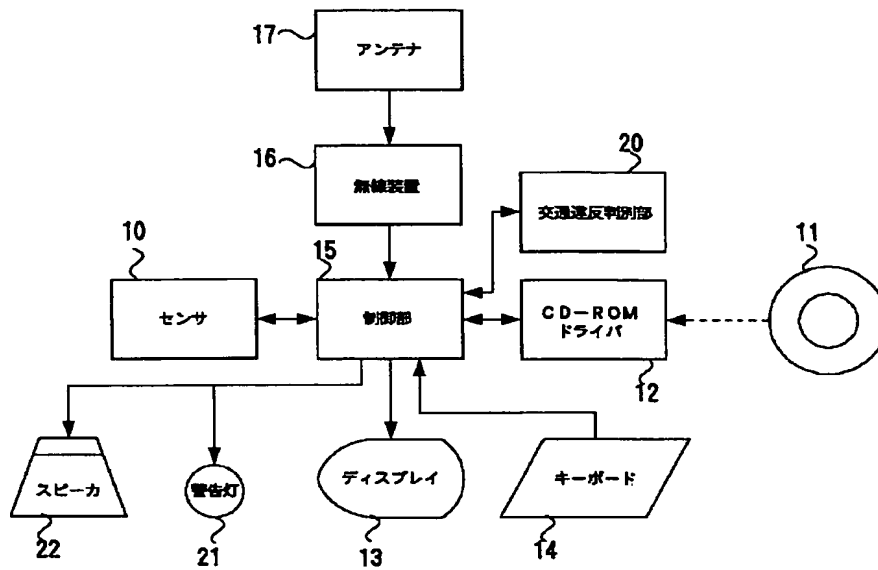 17
アンテナ
16
無線装置
20
交通違反判別部
10
センサ
15
制御部
CD-ROM
ドライバ
12
11
スピーカ
22
警告灯
21
ディスプレイ
13
キーボード
14